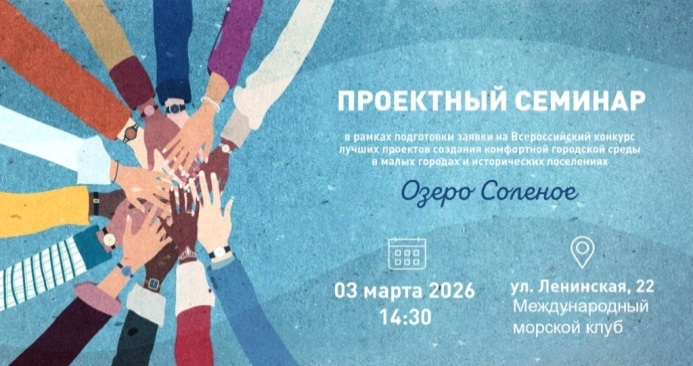 ПРОЕКТНЫЙ СЕМИНАР
в рамках подготовки заявки на Всероссийский конкурс
лучших проектов создания комфортной городской среды
в малых городах и исторических поселениях
Озеро Соленое
03 марта 2026
14:30
ул. Ленинская, 22
Международный
морской клуб